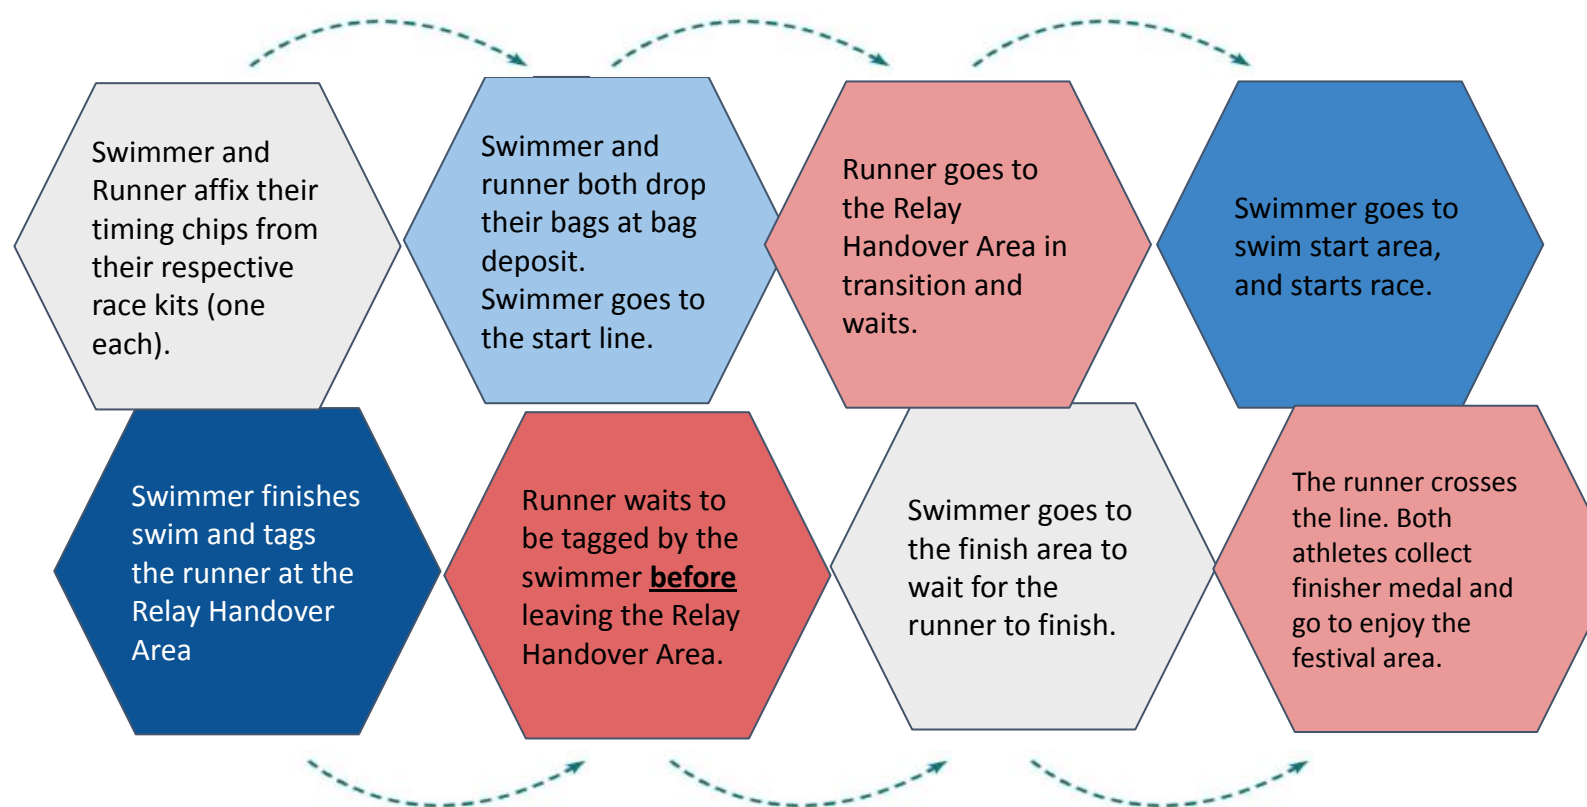 Swimmer and
Runner affix their
timing chips from
their respective
race kits (one
each).
Swimmer and
runner both drop
their bags at bag
deposit.
Swimmer goes to
the start line.
Runner goes to
the Relay
Handover Area in
transition and
waits.
Swimmer goes to
swim start area,
and starts race.
Swimmer finishes
swim and tags
the runner at the
Relay Handover
Area
Runner waits to
be tagged by the
swimmer before
leaving the Relay
Handover Area.
Swimmer goes to
the finish area to
wait for the
runner to finish.
The runner crosses
the line. Both
athletes collect
finisher medal and
go to enjoy the
festival area.